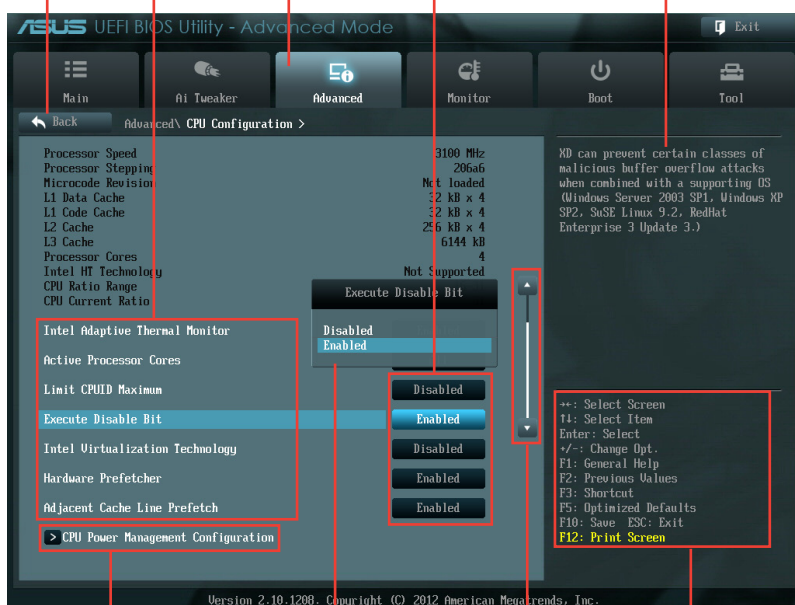 ASUS UEFI BIOS Utility - Advanced Mode
Exit
Main
Ai Tweaker
Advanced
Monitor
Boot
Tool
Back
Advanced\ CPU Configuration >
Processor Speed 3100 MHz
Processor Stepping 206a6
Microcode Revision Not loaded
L1 Data Cache 32 kB x 4
L1 Code Cache 32 kB x 4
L2 Cache 256 kB x 4
L3 Cache 6144 kB
Processor Cores 4
Intel HT Technology Not Supported
CPU Ratio Range
CPU Current Ratio
Execute Disable Bit
Disabled
Enabled
Intel Adaptive Thermal Monitor
Active Processor Cores
Limit CPUID Maximum Disabled
Execute Disable Bit Enabled
Intel Virtualization Technology Disabled
Hardware Prefetcher Enabled
Adjacent Cache Line Prefetch Enabled
> CPU Power Management Configuration
XD can prevent certain classes of
malicious buffer overflow attacks
when combined with a supporting OS
(Windows Server 2003 SP1, Windows XP
SP2, SuSE Linux 9.2, RedHat
Enterprise 3 Update 3.)
→←: Select Screen
↑↓: Select Item
Enter: Select
+/-: Change Opt.
F1: General Help
F2: Previous Values
F3: Shortcut
F5: Optimized Defaults
F10: Save ESC: Exit
F12: Print Screen
Version 2.10.1208. Copyright (C) 2012 American Megatrends, Inc.